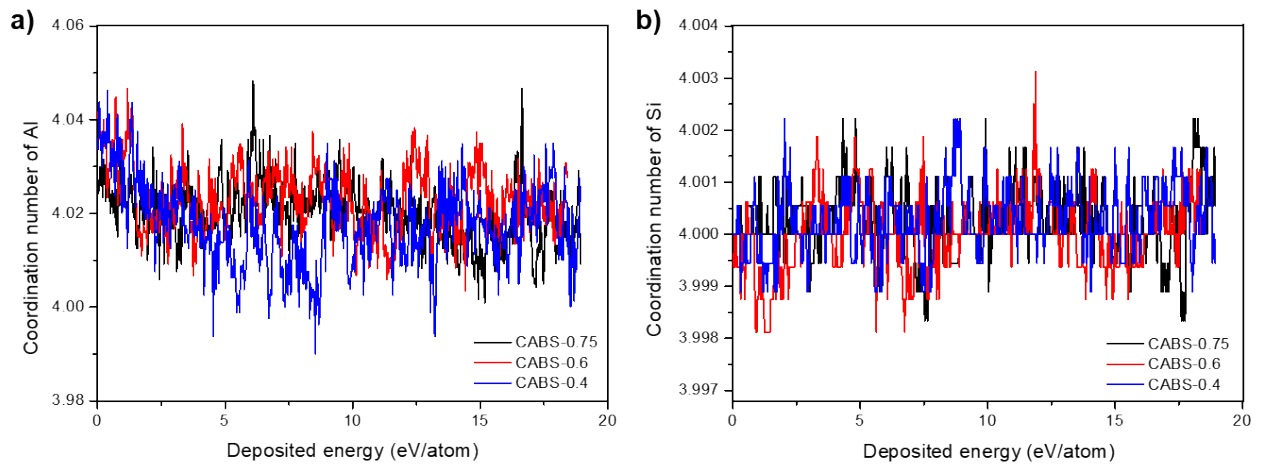 a)
Coordination number of Al
4.06
4.04
4.02
4.00
3.98
0
5
10
15
20
Deposited energy (eV/atom)
CABS-0.75
CABS-0.6
CABS-0.4
b)
Coordination number of Si
4.004
4.003
4.002
4.001
4.000
3.999
3.998
3.997
0
5
10
15
20
Deposited energy (eV/atom)
CABS-0.75
CABS-0.6
CABS-0.4